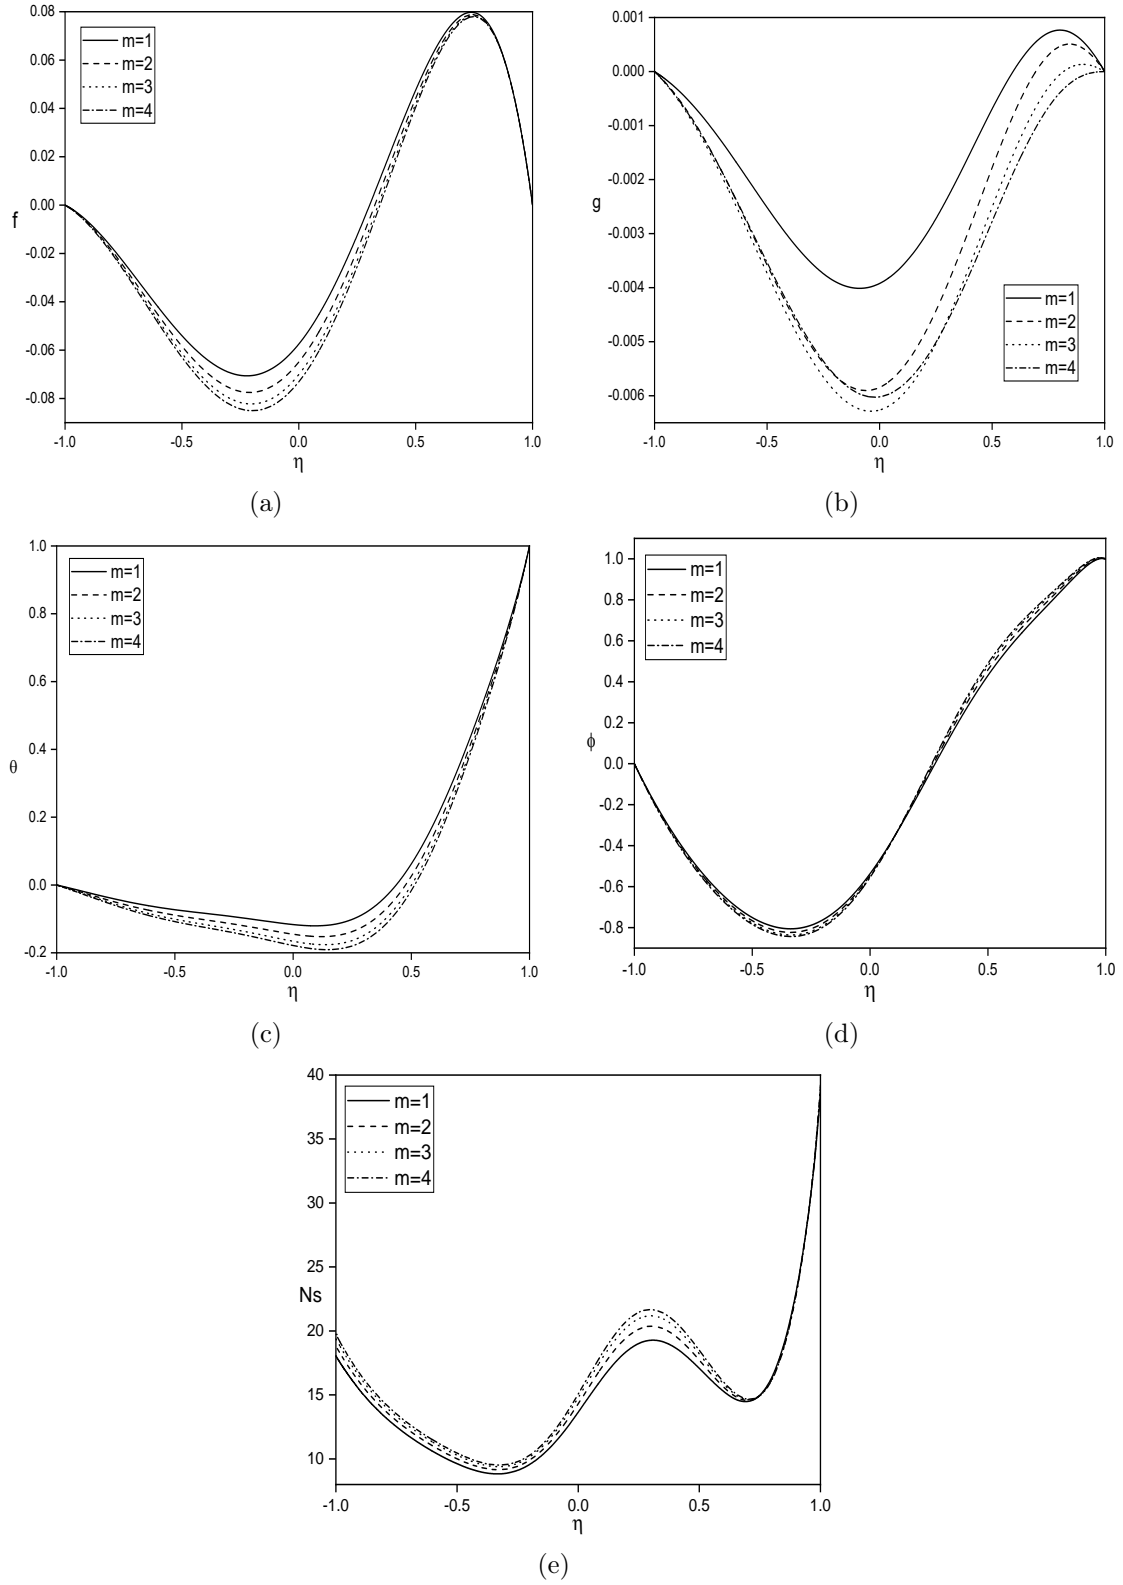 0.08
0.06
0.04
0.02
0.00
-0.02
-0.04
-0.06
-0.08
f
m=1
m=2
m=3
m=4
-1.0 -0.5 0.0 0.5 1.0
η
(a)
0.001
0.000
-0.001
-0.002
-0.003
-0.004
-0.005
-0.006
g
m=1
m=2
m=3
m=4
-1.0 -0.5 0.0 0.5 1.0
η
(b)
1.0
0.8
0.6
0.4
0.2
0.0
-0.2
θ
m=1
m=2
m=3
m=4
-1.0 -0.5 0.0 0.5 1.0
η
(c)
1.0
0.8
0.6
0.4
0.2
0.0
-0.2
-0.4
-0.6
-0.8
ϕ
m=1
m=2
m=3
m=4
-1.0 -0.5 0.0 0.5 1.0
η
(d)
40
35
30
25
20
15
10
Ns
m=1
m=2
m=3
m=4
-1.0 -0.5 0.0 0.5 1.0
η
(e)